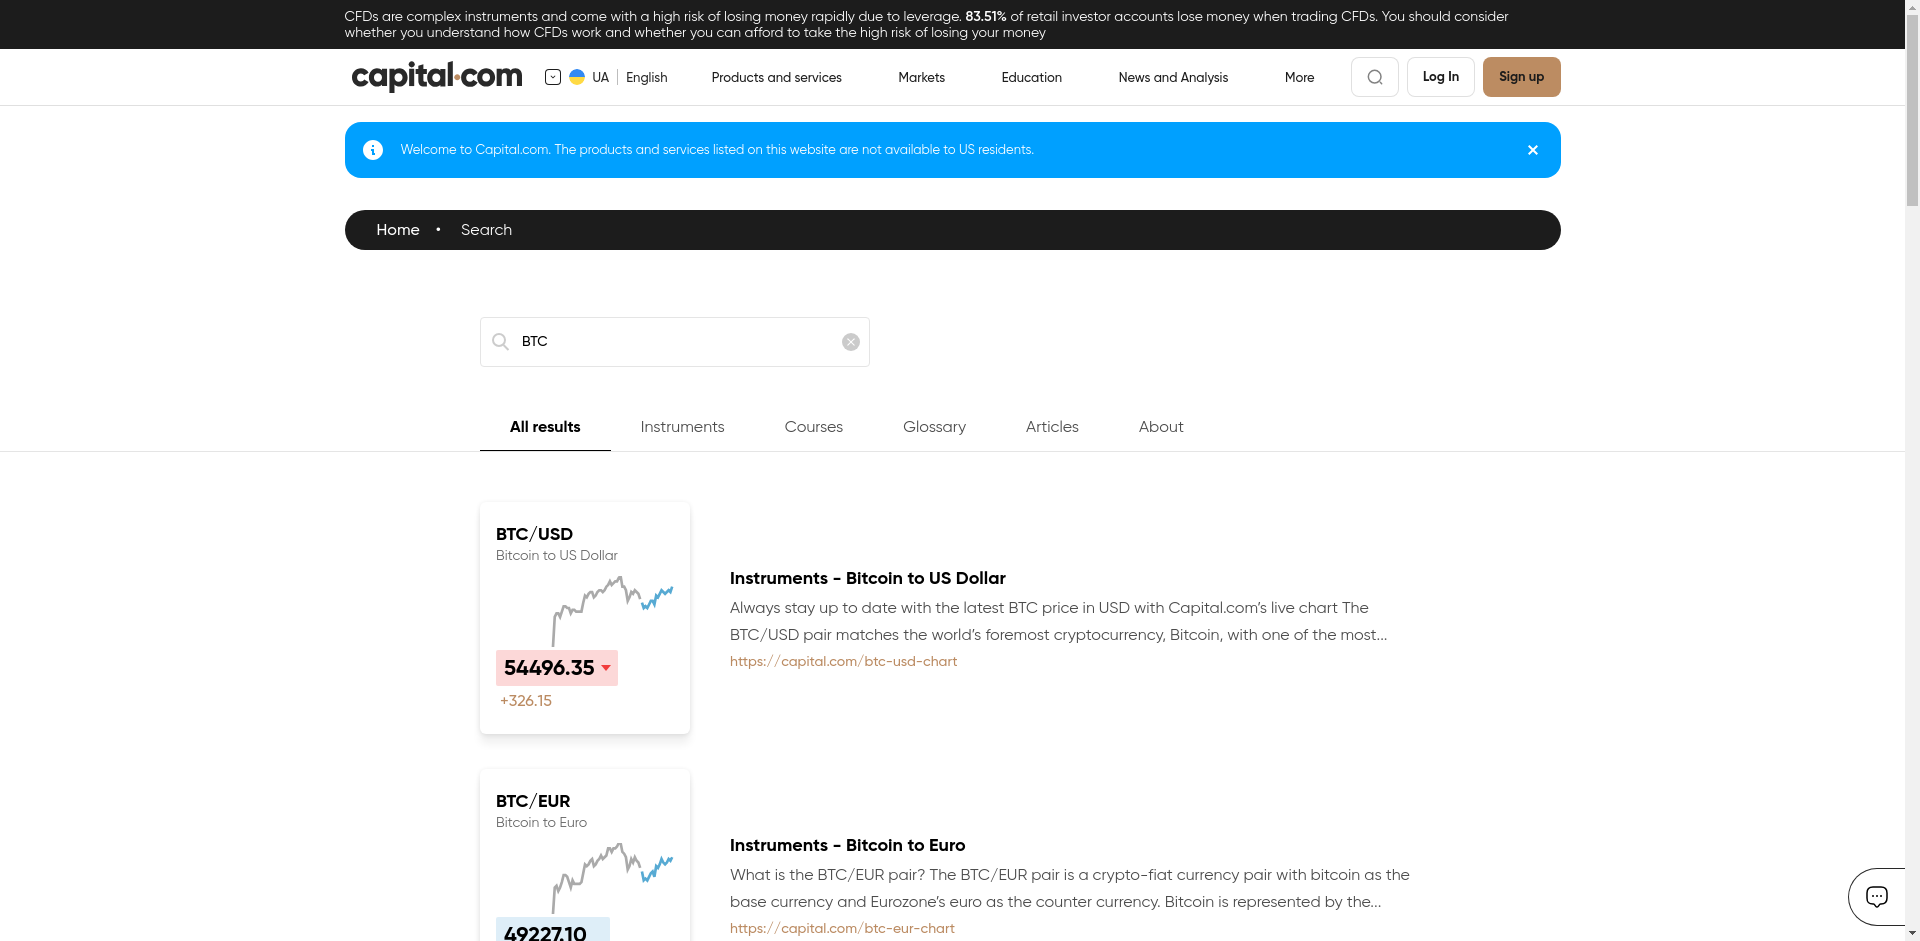 CFDs are complex instruments and come with a high risk of losing money rapidly due to leverage. 83.51% of retail investor accounts lose money when trading CFDs. You should consider
whether you understand how CFDs work and whether you can afford to take the high risk of losing your money
capital.com
UA
English
Products and services
Markets
Education
News and Analysis
More
Log In
Sign up
Welcome to Capital.com. The products and services listed on this website are not available to US residents.
Home • Search
BTC
All results
Instruments
Courses
Glossary
Articles
About
BTC/USD
Bitcoin to US Dollar
54496.35
+326.15
Instruments - Bitcoin to US Dollar
Always stay up to date with the latest BTC price in USD with Capital.com’s live chart The
BTC/USD pair matches the world’s foremost cryptocurrency, Bitcoin, with one of the most...
https://capital.com/btc-usd-chart
BTC/EUR
Bitcoin to Euro
49227.10
Instruments - Bitcoin to Euro
What is the BTC/EUR pair? The BTC/EUR pair is a crypto-fiat currency pair with bitcoin as the
base currency and Eurozone’s euro as the counter currency. Bitcoin is represented by the...
https://capital.com/btc-eur-chart